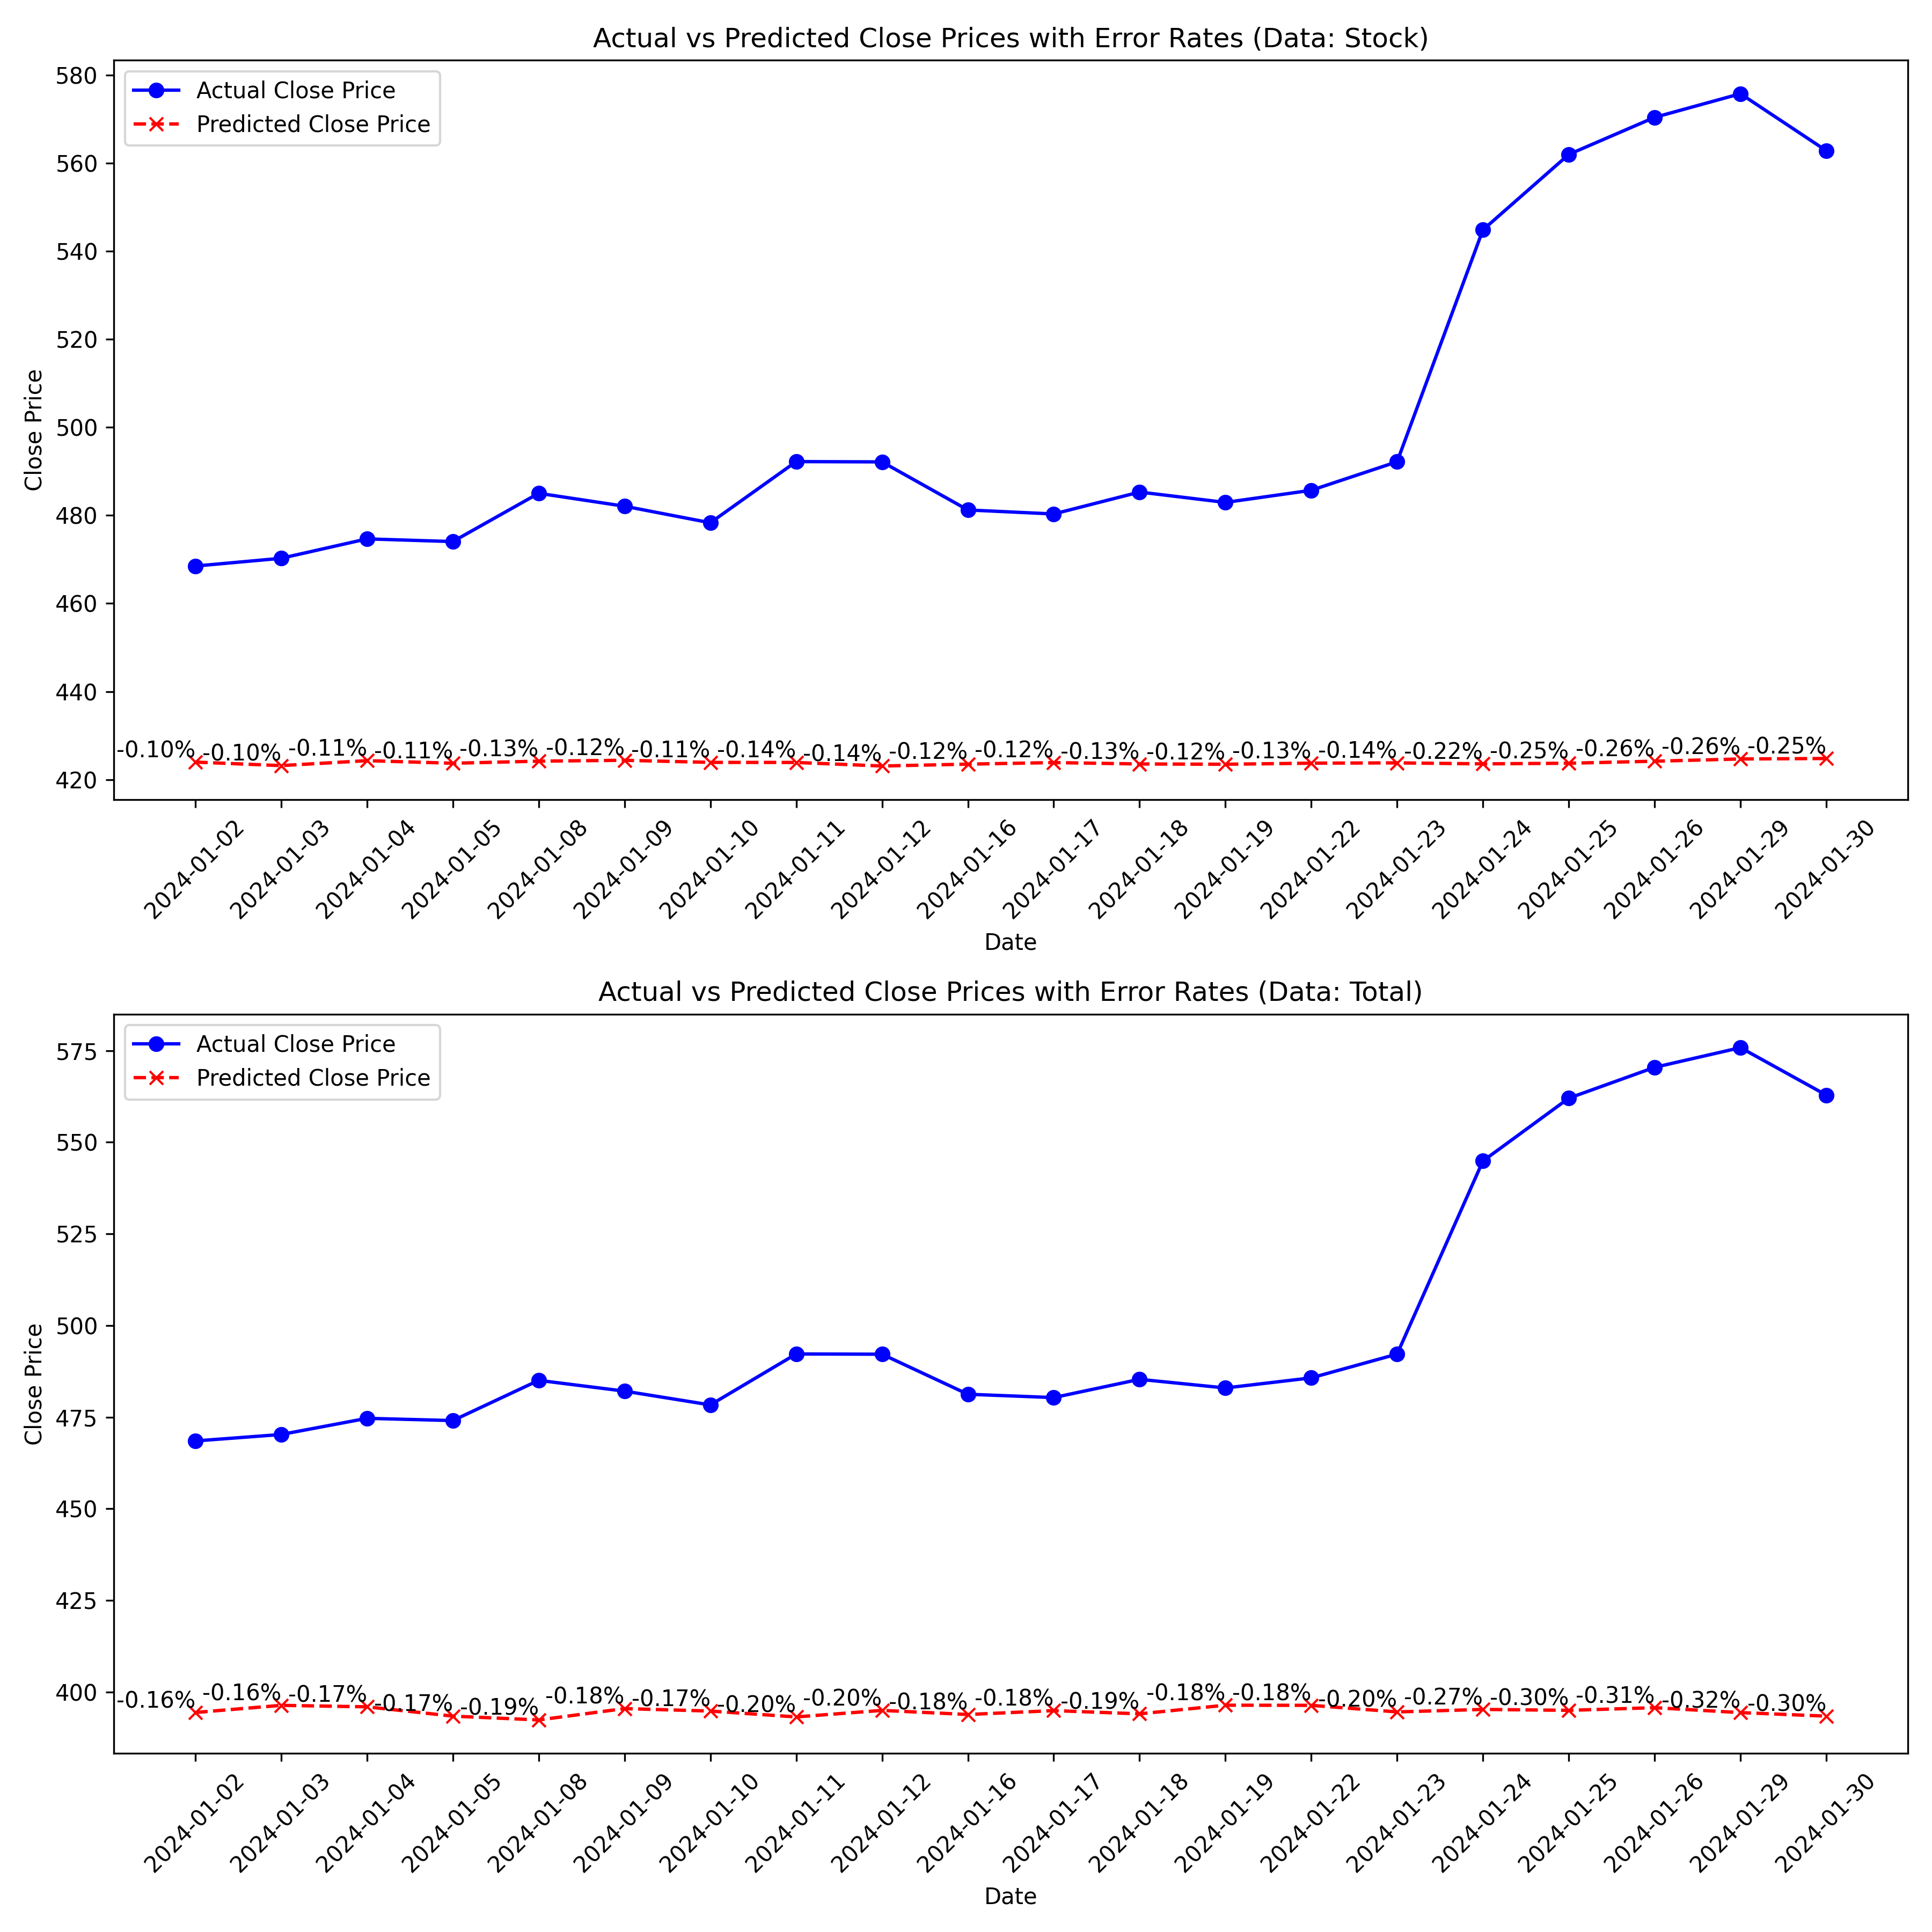 Actual vs Predicted Close Prices with Error Rates (Data: Stock)
Actual Close Price
Predicted Close Price
Close Price
580
560
540
520
500
480
460
440
420
-0.10% -0.10% -0.11% -0.11% -0.13% -0.12% -0.11% -0.14% -0.14% -0.12% -0.12% -0.13% -0.12% -0.13% -0.14% -0.22% -0.25% -0.26% -0.26% -0.25%
2024-01-02 2024-01-03 2024-01-04 2024-01-05 2024-01-08 2024-01-09 2024-01-10 2024-01-11 2024-01-12 2024-01-16 2024-01-17 2024-01-18 2024-01-19 2024-01-22 2024-01-23 2024-01-24 2024-01-25 2024-01-26 2024-01-29 2024-01-30
Date
Actual vs Predicted Close Prices with Error Rates (Data: Total)
Actual Close Price
Predicted Close Price
Close Price
575
550
525
500
475
450
425
400
-0.16% -0.16% -0.17% -0.17% -0.19% -0.18% -0.17% -0.20% -0.20% -0.18% -0.18% -0.19% -0.18% -0.18% -0.20% -0.27% -0.30% -0.31% -0.32% -0.30%
2024-01-02 2024-01-03 2024-01-04 2024-01-05 2024-01-08 2024-01-09 2024-01-10 2024-01-11 2024-01-12 2024-01-16 2024-01-17 2024-01-18 2024-01-19 2024-01-22 2024-01-23 2024-01-24 2024-01-25 2024-01-26 2024-01-29 2024-01-30
Date